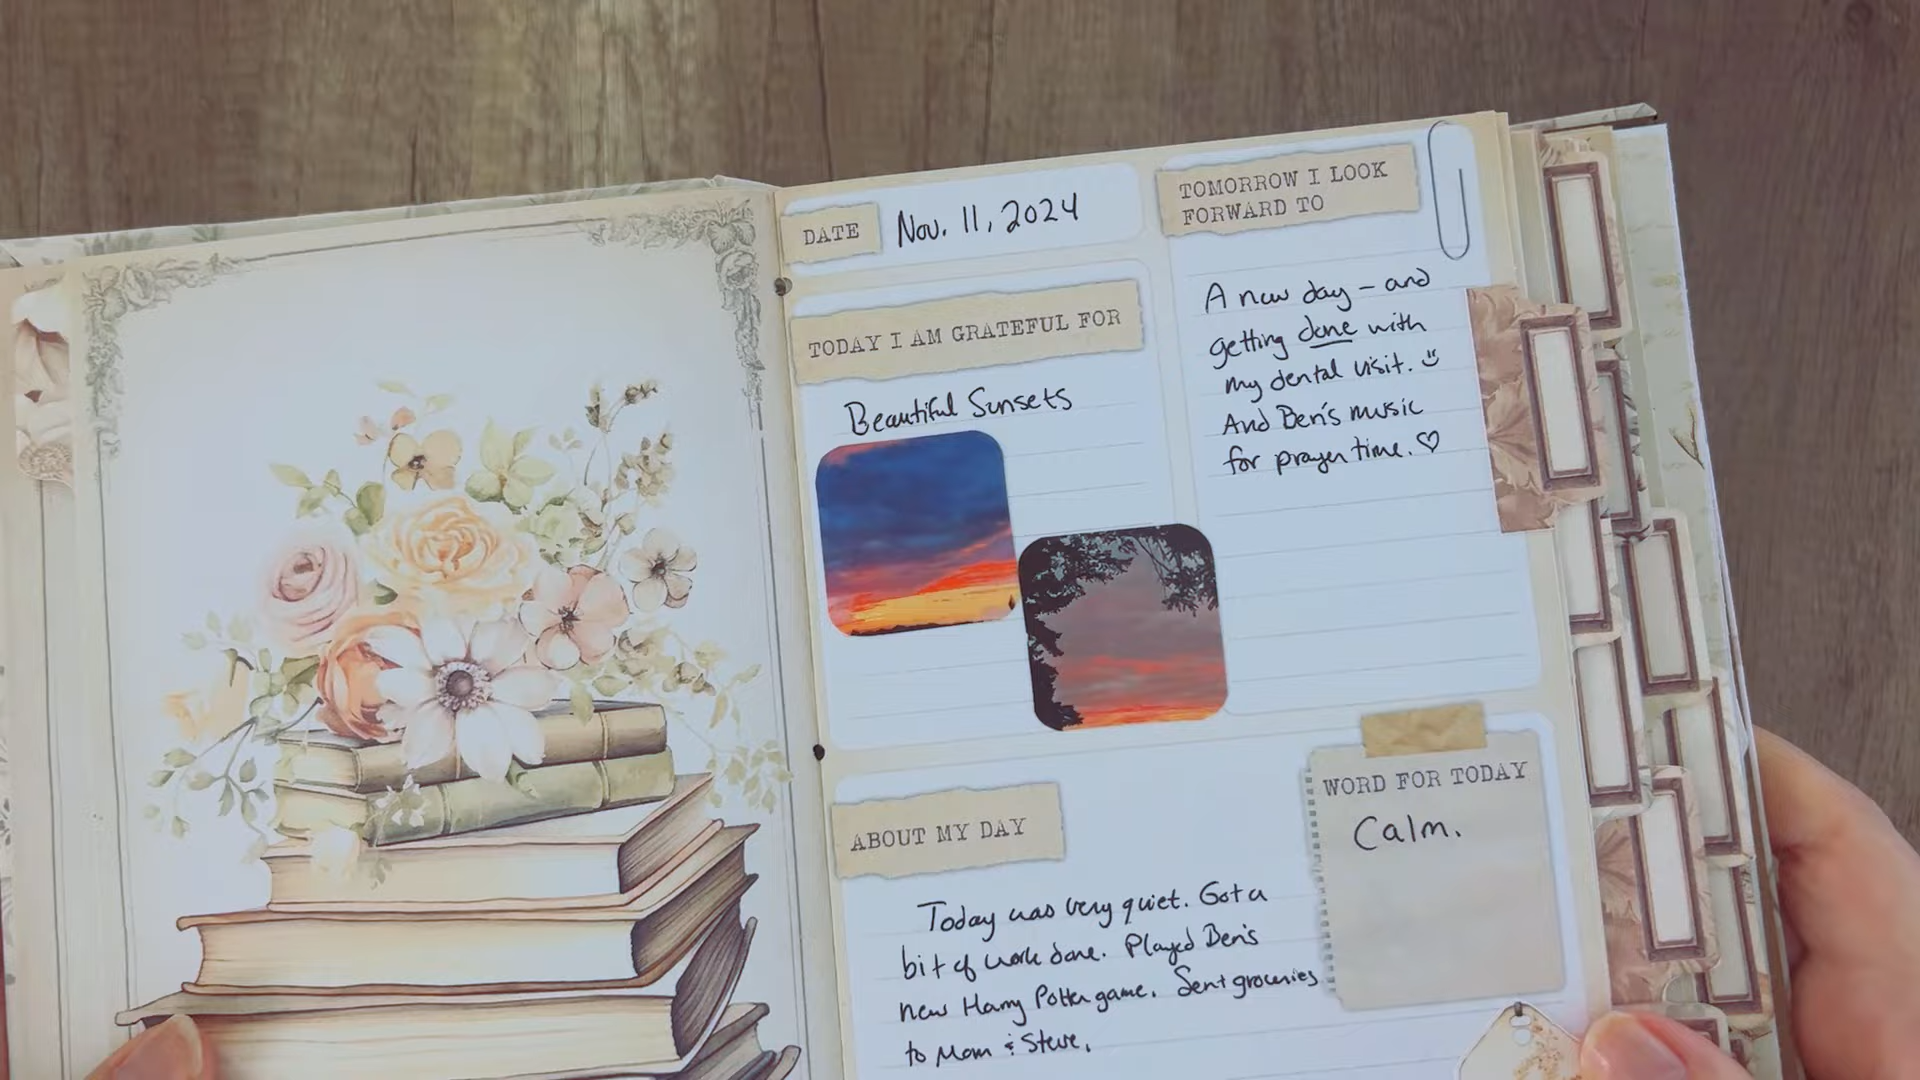 DATE
Nov. 11, 2024
TODAY I AM GRATEFUL FOR
Beautiful Sunsets
TOMORROW I LOOK
FORWARD TO
A new day - and
getting done with
my dental visit.
And Ben's music
for prayer time. ♡
ABOUT MY DAY
Today was very quiet. Got a
bit of work done. Played Ben's
new Harry Potter game. Sent groceries
to Mom & Steve.
WORD FOR TODAY
Calm.